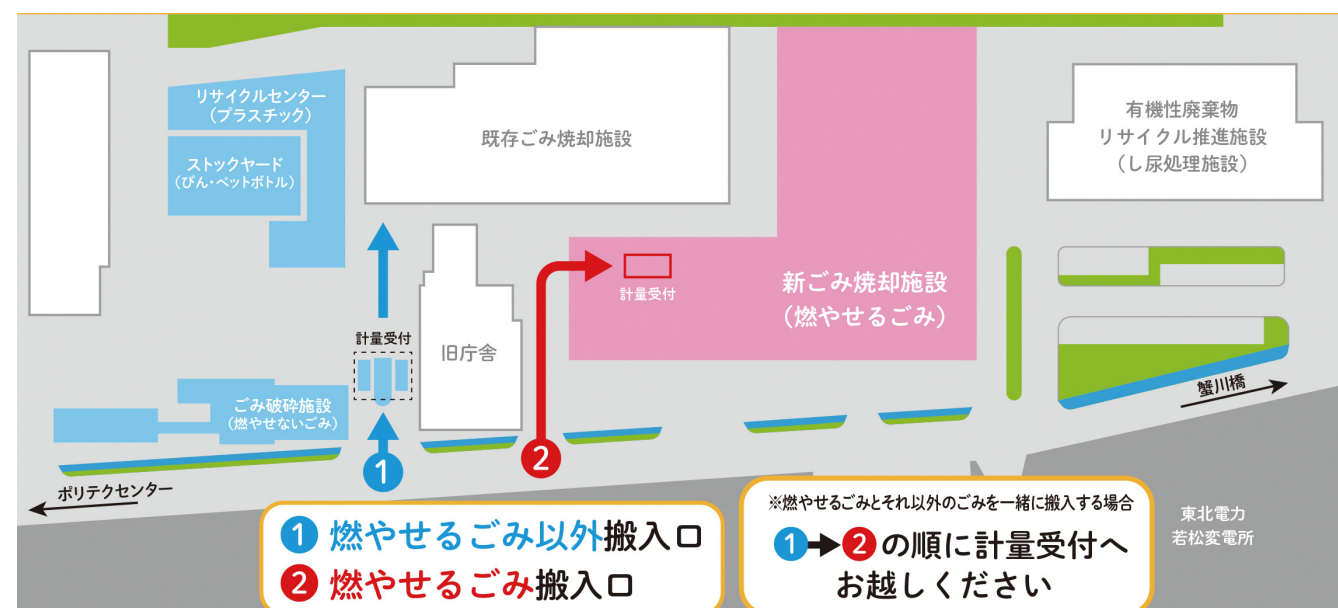 リサイクルセンター
（プラスチック）
ストックヤード
（びん・ペットボトル）
既存ごみ焼却施設
有機性廃棄物
リサイクル推進施設
（し尿処理施設）
計量受付
新ごみ焼却施設
（燃やせるごみ）
計量受付
旧庁舎
ごみ破砕施設
（燃やせないごみ）
蟹川橋
1
2
ポリテクセンター
1 燃やせるごみ以外搬入口
2 燃やせるごみ搬入口
※燃やせるごみとそれ以外のごみを一緒に搬入する場合
1➡2の順に計量受付へ
お越しください
東北電力
若松変電所